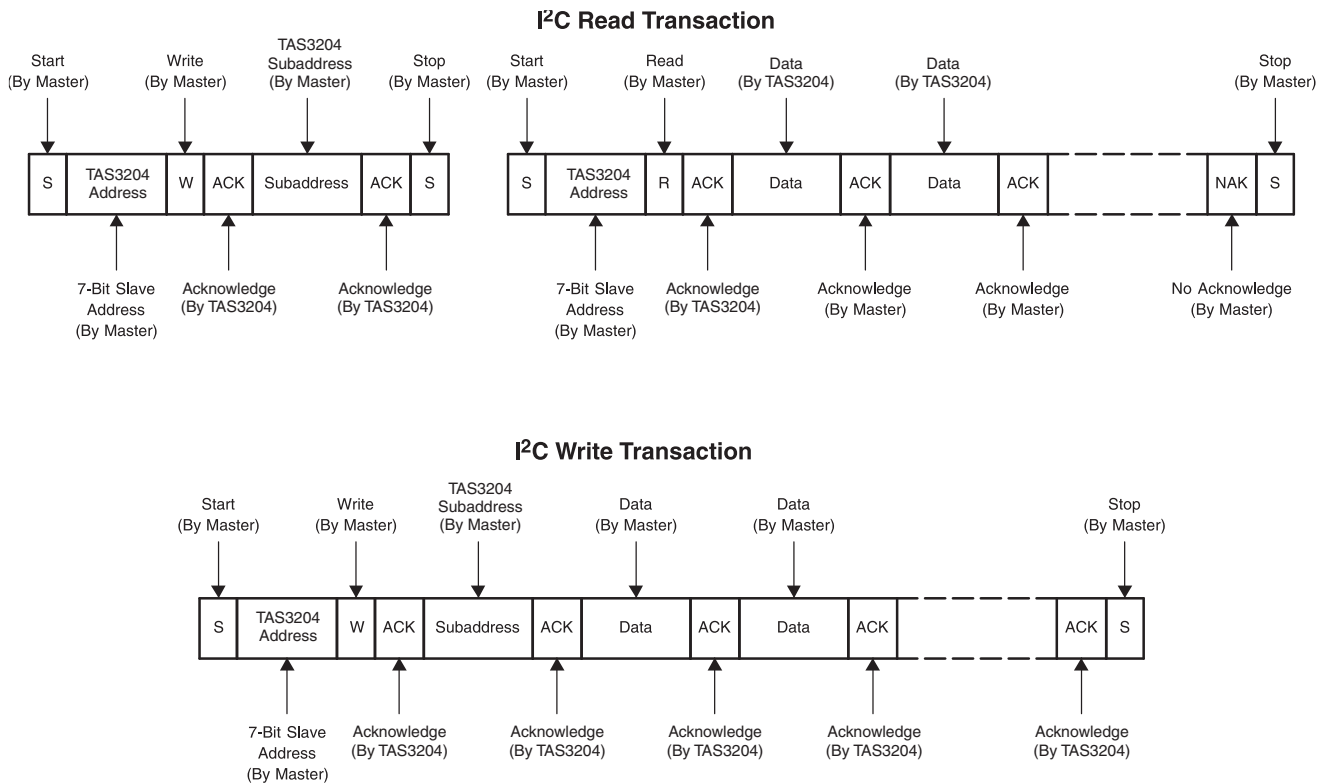 I²C Read Transaction
TAS3204
Start Write Subaddress Stop Start Read Data Data Stop
(By Master) (By Master) (By Master) (By Master) (By Master) (By Master) (By TAS3204) (By TAS3204) (By Master)
S TAS3204 W ACK Subaddress ACK S S TAS3204 R ACK Data ACK Data ACK NAK S
Address Address
7-Bit Slave Acknowledge Acknowledge 7-Bit Slave Acknowledge Acknowledge Acknowledge No Acknowledge
Address (By TAS3204) (By TAS3204) Address (By TAS3204) (By Master) (By Master) (By Master)
(By Master) (By Master)
I²C Write Transaction
TAS3204
Start Write Subaddress Data Data Stop
(By Master) (By Master) (By Master) (By Master) (By Master) (By Master)
S TAS3204 W ACK Subaddress ACK Data ACK Data ACK ACK S
Address
7-Bit Slave Acknowledge Acknowledge Acknowledge Acknowledge Acknowledge
Address (By TAS3204) (By TAS3204) (By TAS3204) (By TAS3204) (By TAS3204)
(By Master)